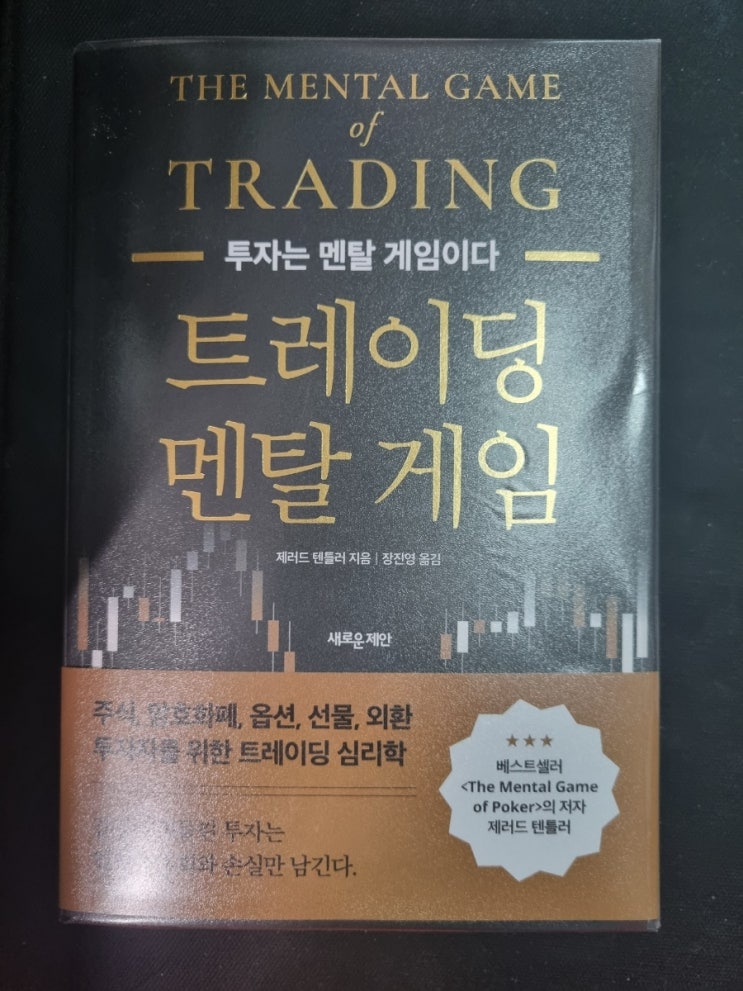 THE MENTAL GAME
of
TRADING
투자는 멘탈 게임이다
트레이딩
멘탈 게임
제러드 텐들러 지음 | 장진영 옮김
새로운 제안
주식, 암호화폐, 옵션, 선물, 외환
투자자를 위한 트레이딩 심리학
투자는
손실만 남긴다.
★★★
베스트셀러
<The Mental Game
of Poker>의 저자
제러드 텐들러